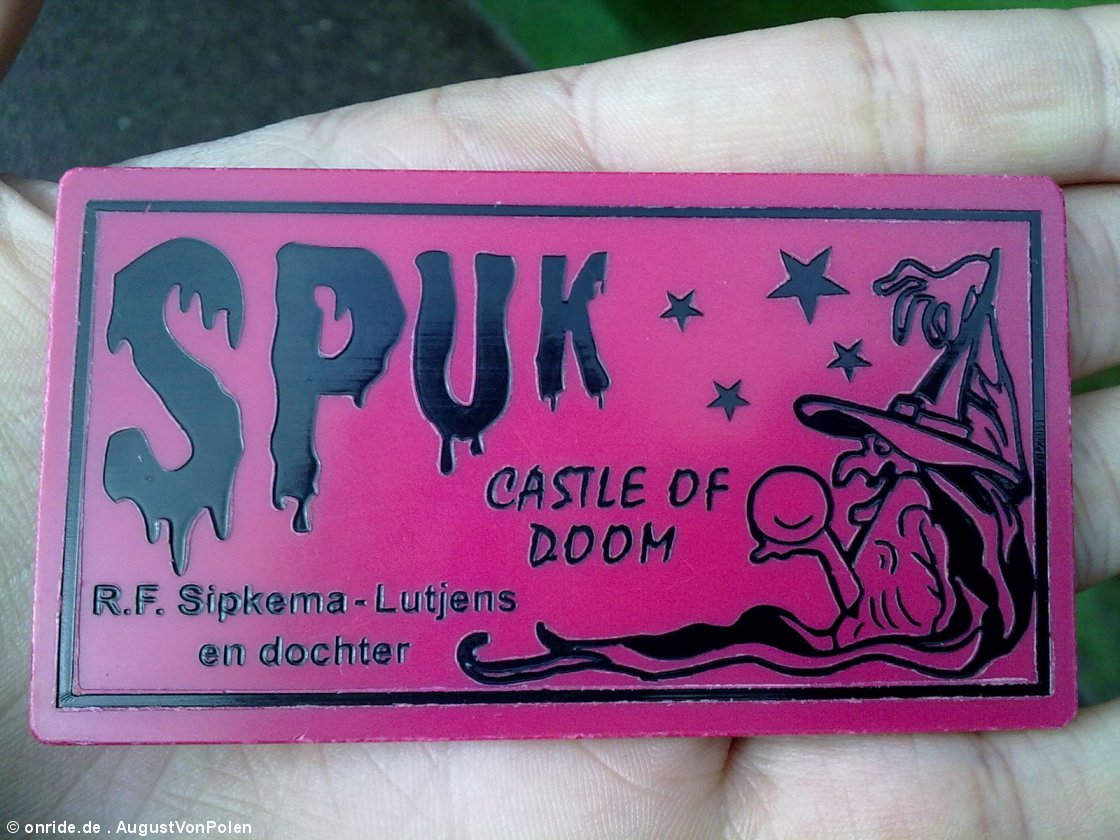 SPUK
CASTLE OF
DOOM
R.F. Sipkema-Lutjens
en dochter
© onride.de . AugustVonPolen